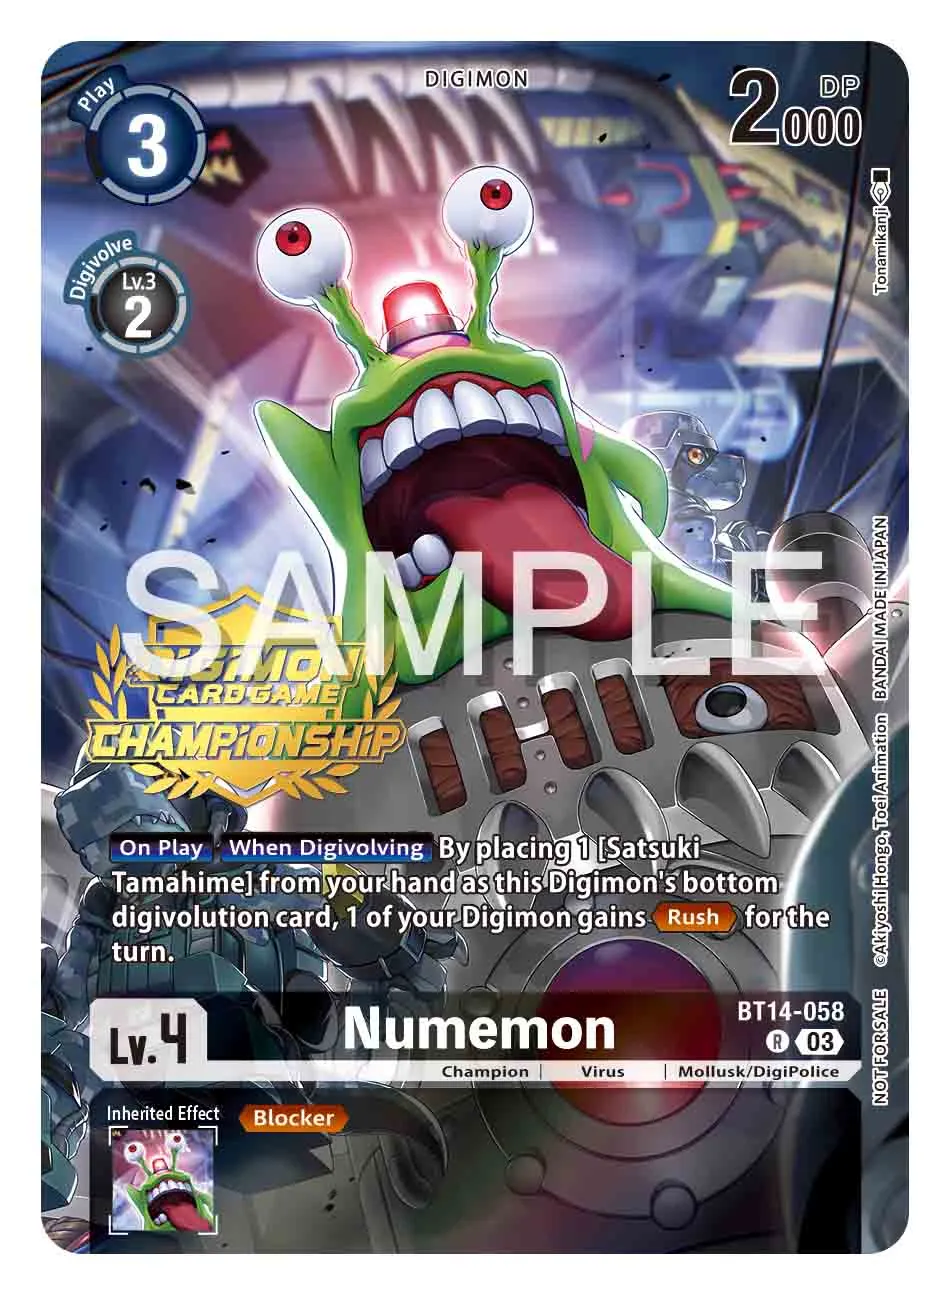 DIGIMON
Play
3
2000
DP
Digivolve
Lv.3
2
Tonamikanji
SAMPLE
DIGIMON
CARD GAME
CHAMPIONSHIP
BANDAI MADE IN JAPAN
©Akiyoshi Hongo, Toei Animation
NOT FOR SALE
On Play When Digivolving By placing 1 [Satsuki
Tamahime] from your hand as this Digimon's bottom
digivolution card, 1 of your Digimon gains Rush for the
turn.
Lv.4
Numemon
BT14-058
R 03
Champion | Virus | Mollusk/DigiPolice
Inherited Effect
Blocker